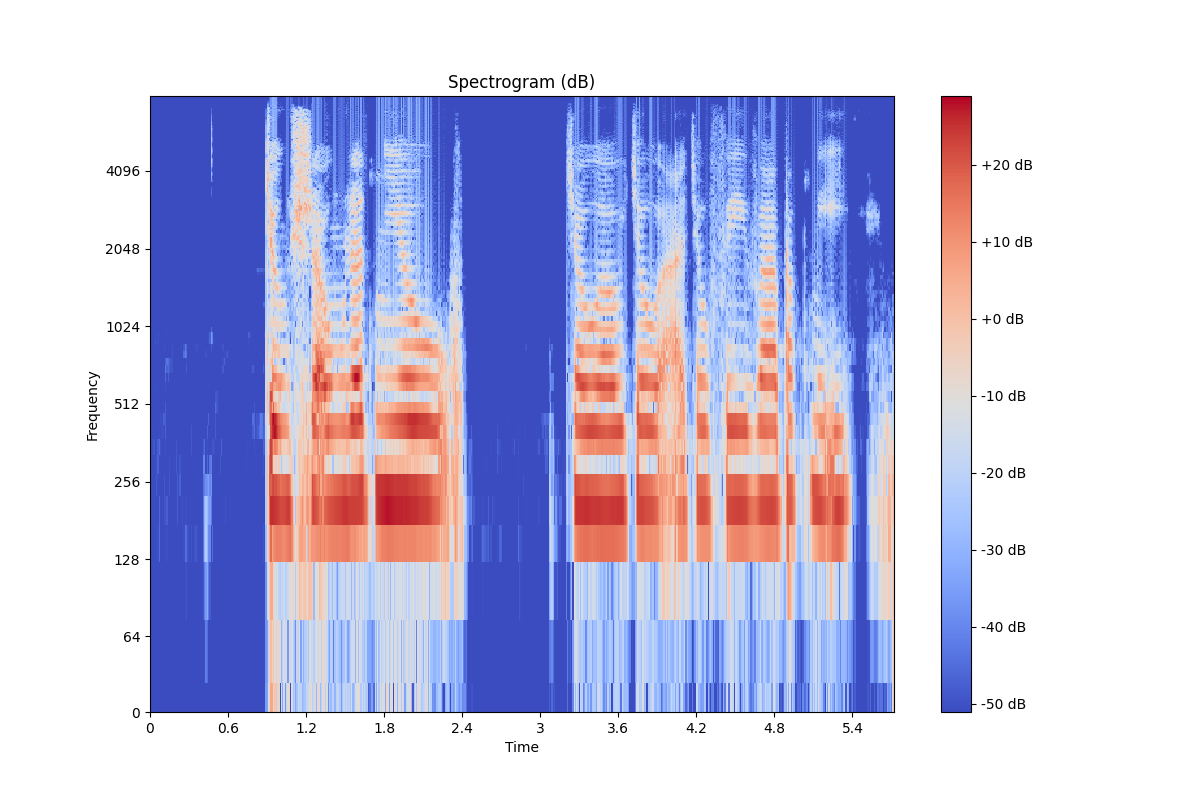 Spectrogram (dB)
Frequency
4096
2048
1024
512
256
128
64
0
0 0.6 1.2 1.8 2.4 3 3.6 4.2 4.8 5.4
Time
+20 dB
+10 dB
+0 dB
-10 dB
-20 dB
-30 dB
-40 dB
-50 dB